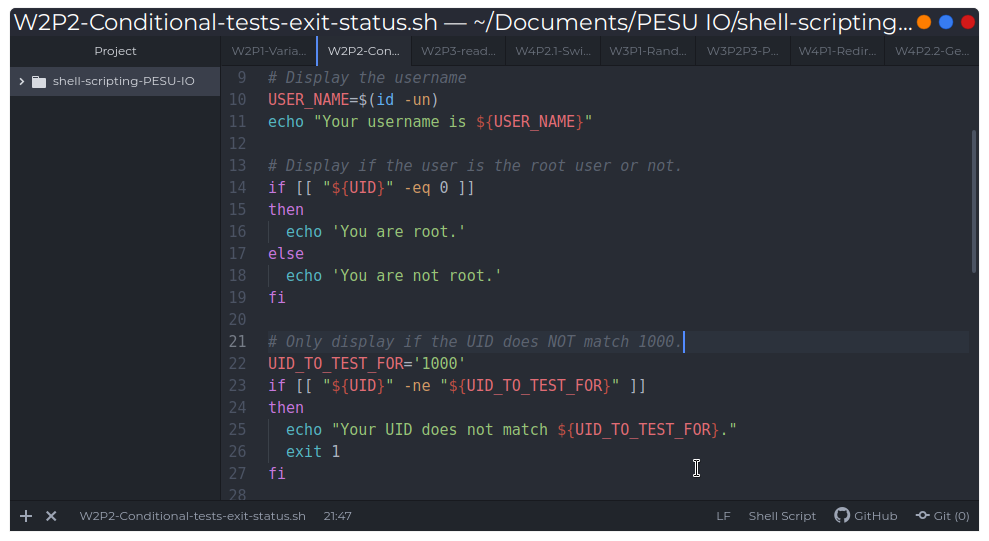 W2P2-Conditional-tests-exit-status.sh — ~/Documents/PESU IO/shell-scripting...
Project
W2P1-Varia...
W2P2-Con...
W2P3-read...
W4P2.1-Swi...
W3P1-Rand...
W3P2P3-P...
W4P1-Redir...
W4P2.2-Ge...
shell-scripting-PESU-IO
9 # Display the username
10 USER_NAME=$(id -un)
11 echo "Your username is ${USER_NAME}"
12
13 # Display if the user is the root user or not.
14 if [[ "${UID}" -eq 0 ]]
15 then
16 echo 'You are root.'
17 else
18 echo 'You are not root.'
19 fi
20
21 # Only display if the UID does NOT match 1000.
22 UID_TO_TEST_FOR='1000'
23 if [[ "${UID}" -ne "${UID_TO_TEST_FOR}" ]]
24 then
25 echo "Your UID does not match ${UID_TO_TEST_FOR}."
26 exit 1
27 fi
28
W2P2-Conditional-tests-exit-status.sh 21:47 LF Shell Script GitHub Git (0)